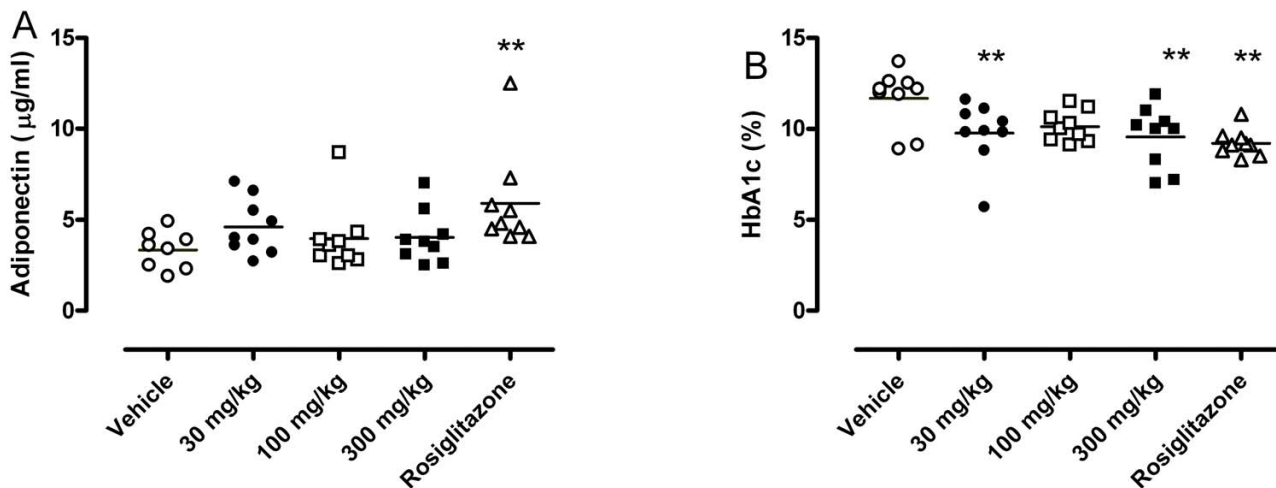 A
Adiponectin ( μg/ml)
15
10
5
0
**
Vehicle
30 mg/kg
100 mg/kg
300 mg/kg
Rosiglitazone
B
HbA1c (%)
15
10
5
0
**
**
**
Vehicle
30 mg/kg
100 mg/kg
300 mg/kg
Rosiglitazone